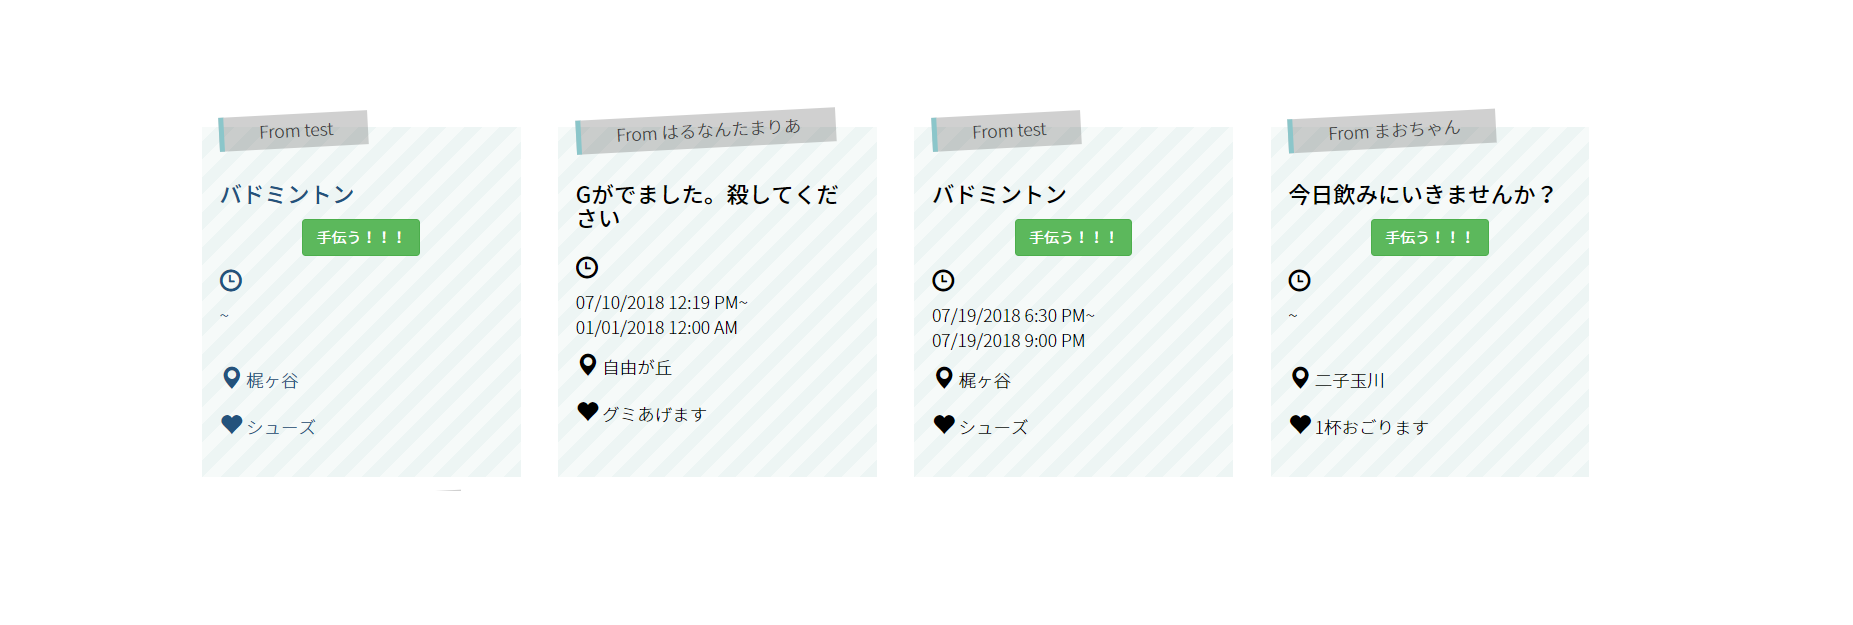 From test
バドミントン
手伝う！！！
~
梶ヶ谷
シューズ
From はるなんたまりあ
Gがでました。殺してくだ
さい
07/10/2018 12:19 PM~
01/01/2018 12:00 AM
自由が丘
グミあげます
From test
バドミントン
手伝う！！！
07/19/2018 6:30 PM~
07/19/2018 9:00 PM
梶ヶ谷
シューズ
From まおちゃん
今日飲みにいきませんか？
手伝う！！！
~
二子玉川
1杯おごります